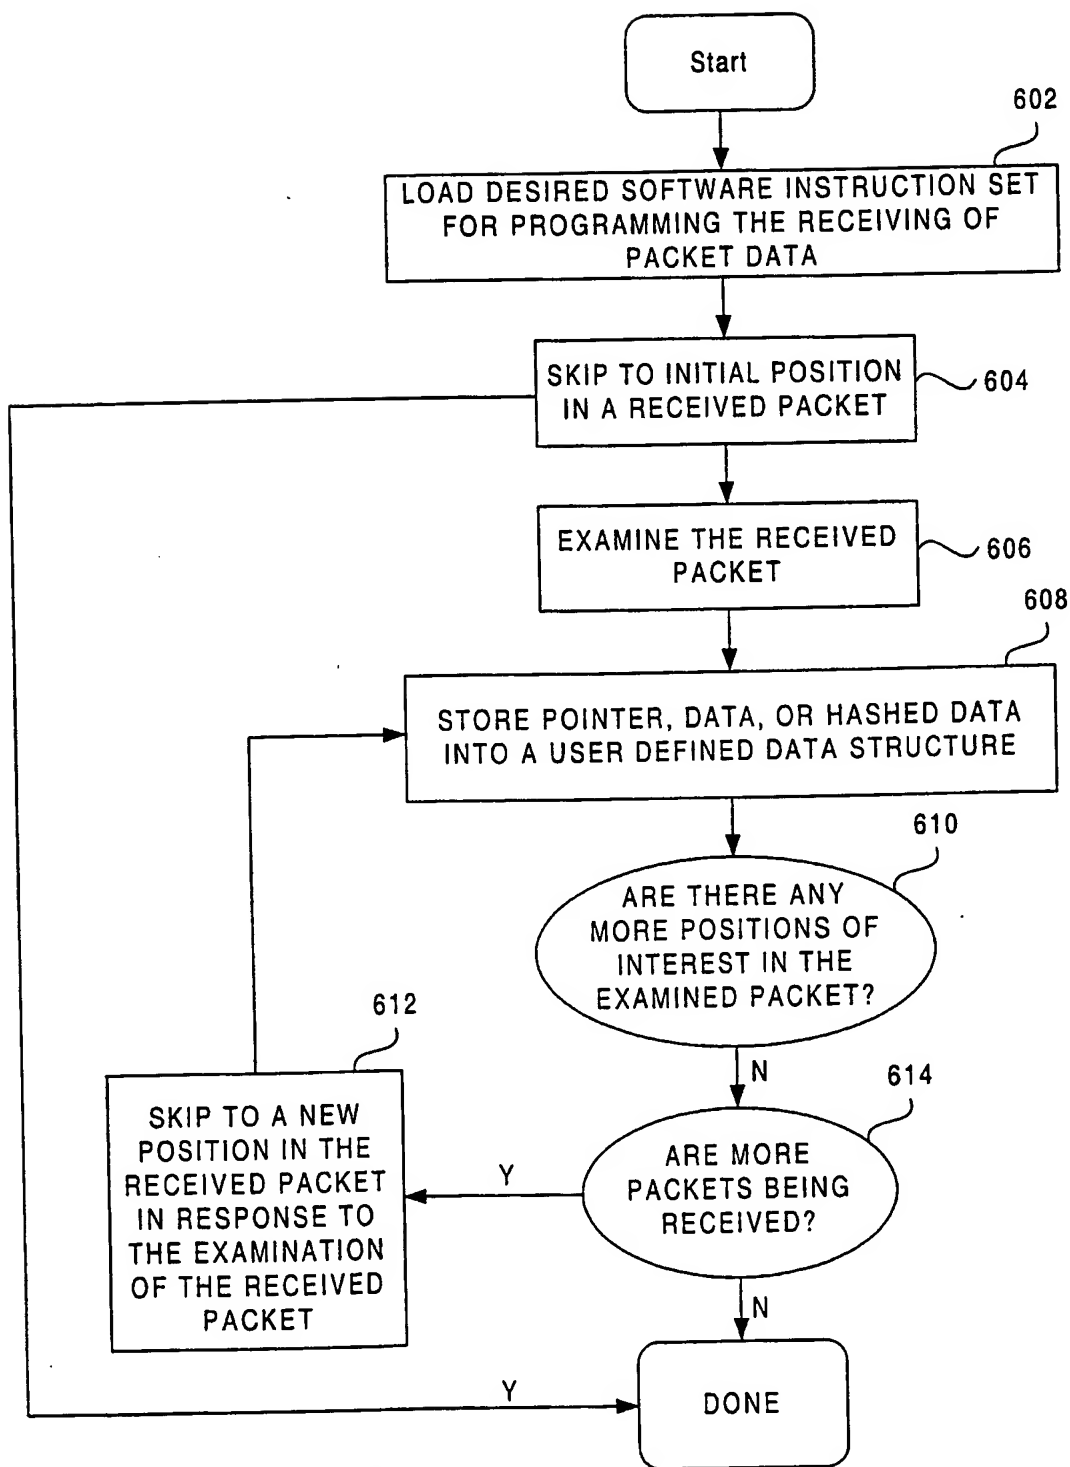 Start
602
LOAD DESIRED SOFTWARE INSTRUCTION SET
FOR PROGRAMMING THE RECEIVING OF
PACKET DATA
SKIP TO INITIAL POSITION
IN A RECEIVED PACKET
604
EXAMINE THE RECEIVED
PACKET
606
608
STORE POINTER, DATA, OR HASHED DATA
INTO A USER DEFINED DATA STRUCTURE
610
ARE THERE ANY
MORE POSITIONS OF
INTEREST IN THE
EXAMINED PACKET?
N
612
SKIP TO A NEW
POSITION IN THE
RECEIVED PACKET
IN RESPONSE TO
THE EXAMINATION
OF THE RECEIVED
PACKET
614
ARE MORE
PACKETS BEING
RECEIVED?
Y
N
Y
DONE